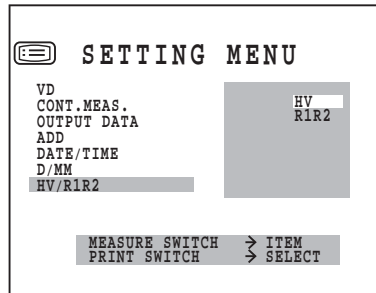 SETTING MENU
VD
CONT.MEAS.
OUTPUT DATA
ADD
DATE/TIME
D/MM
HV/R1R2
HV
R1R2
MEASURE SWITCH → ITEM
PRINT SWITCH → SELECT